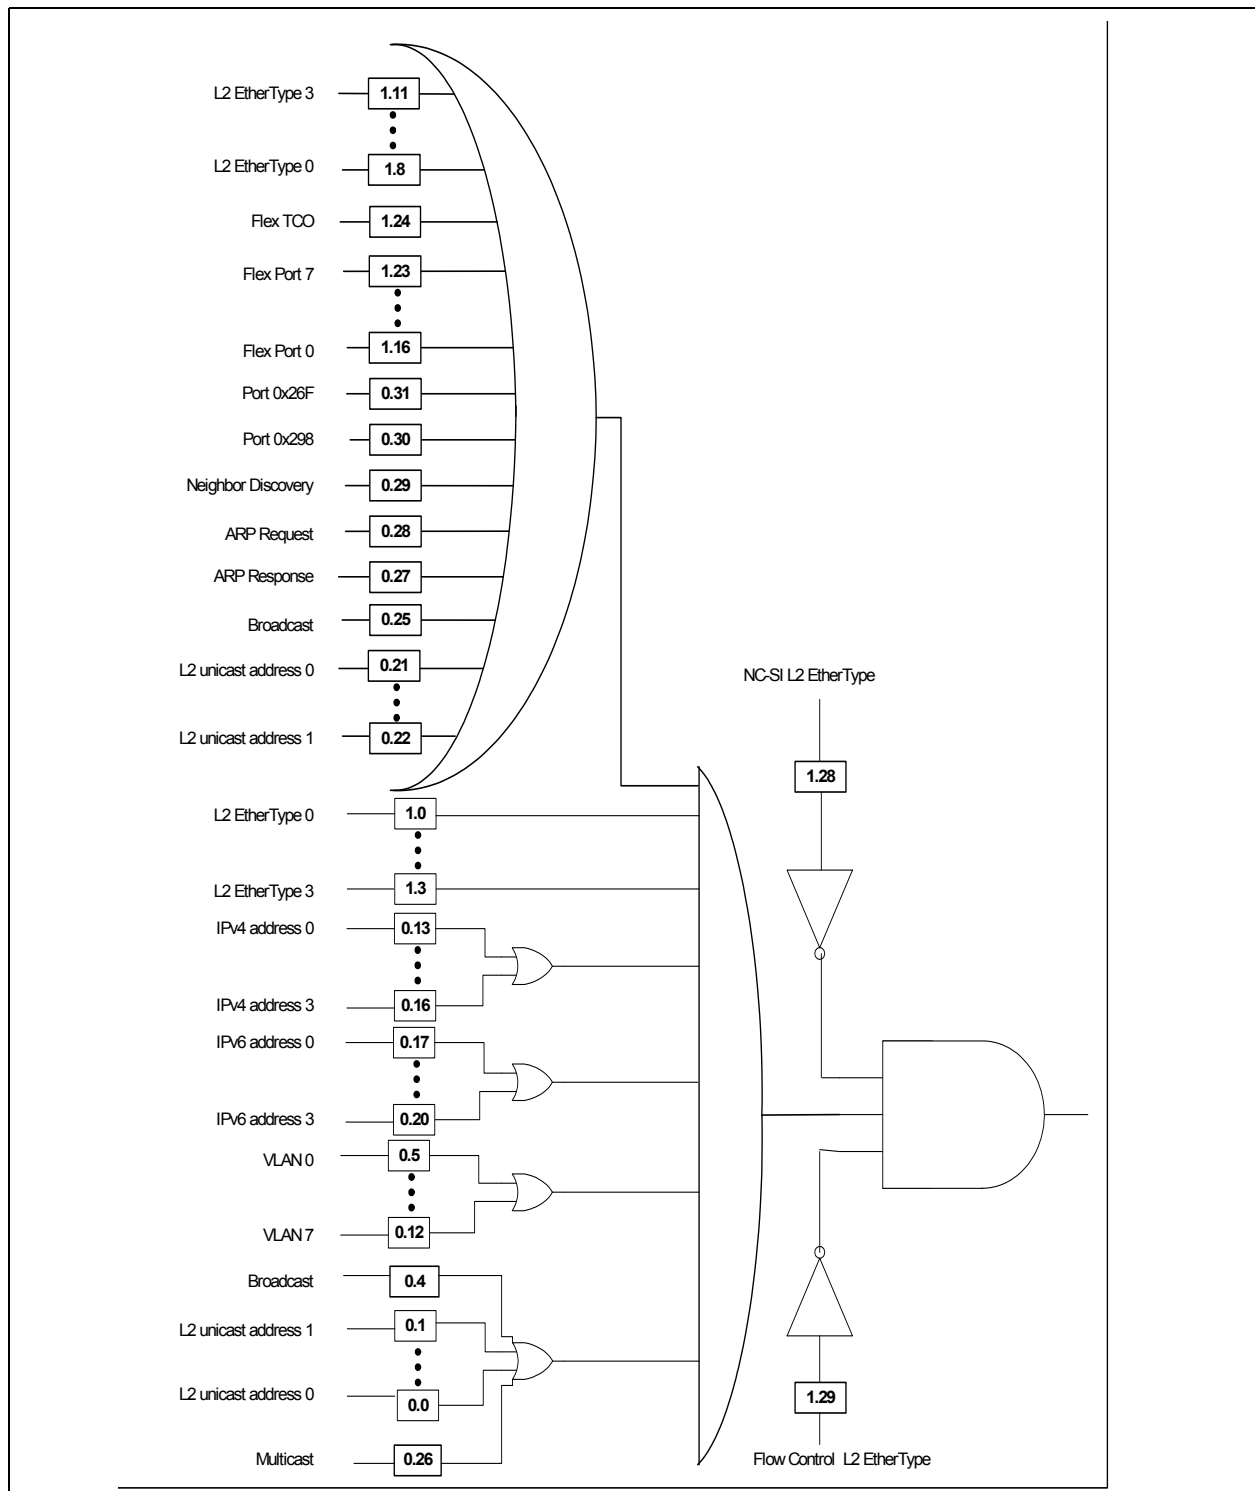 L2 EtherType 3 1.11
L2 EtherType 0 1.8
Flex TCO 1.24
Flex Port 7 1.23
Flex Port 0 1.16
Port 0x26F 0.31
Port 0x298 0.30
Neighbor Discovery 0.29
ARP Request 0.28
ARP Response 0.27
Broadcast 0.25
L2 unicast address 0 0.21
L2 unicast address 1 0.22
NC-SI L2 EtherType
1.28
L2 EtherType 0 1.0
L2 EtherType 3 1.3
IPv4 address 0 0.13
IPv4 address 3 0.16
IPv6 address 0 0.17
IPv6 address 3 0.20
VLAN 0 0.5
VLAN 7 0.12
Broadcast 0.4
L2 unicast address 1 0.1
L2 unicast address 0 0.0
Multicast 0.26
1.29
Flow Control L2 EtherType